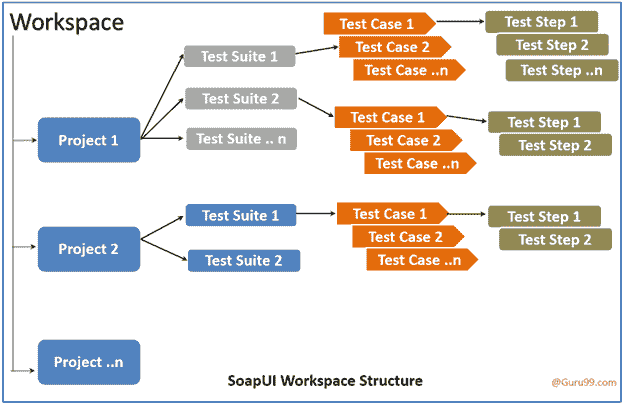 Workspace
Test Case 1
Test Case 2
Test Case ..n
Test Step 1
Test Step 2
Test Step ..n
Test Suite 1
Test Suite 2
Test Suite .. n
Project 1
Test Case 1
Test Case 2
Test Case ..n
Test Step 1
Test Step 2
Project 2
Test Suite 1
Test Suite 2
Test Case 1
Test Case 2
Test Case ..n
Test Step 1
Test Step 2
Project ..n
SoapUI Workspace Structure
@Guru99.com